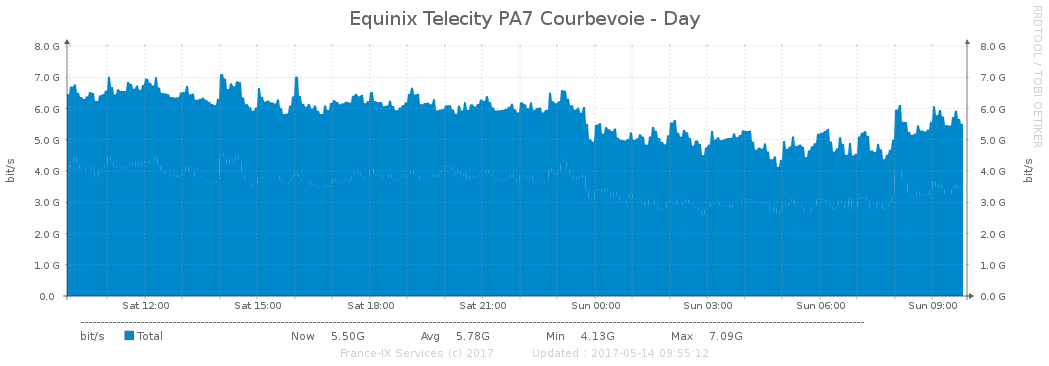 Equinix Telecity PA7 Courbevoie - Day
RRDTOOL / TOBI OETIKER
8.0 G 8.0 G
7.0 G 7.0 G
6.0 G 6.0 G
5.0 G 5.0 G
4.0 G 4.0 G
3.0 G 3.0 G
2.0 G 2.0 G
1.0 G 1.0 G
0.0 0.0 G
bit/s bit/s
Sat 12:00 Sat 15:00 Sat 18:00 Sat 21:00 Sun 00:00 Sun 03:00 Sun 06:00 Sun 09:00
bit/s Total Now 5.50G Avg 5.78G Min 4.13G Max 7.09G
France-IX Services (c) 2017 Updated : 2017-05-14 09:55:12